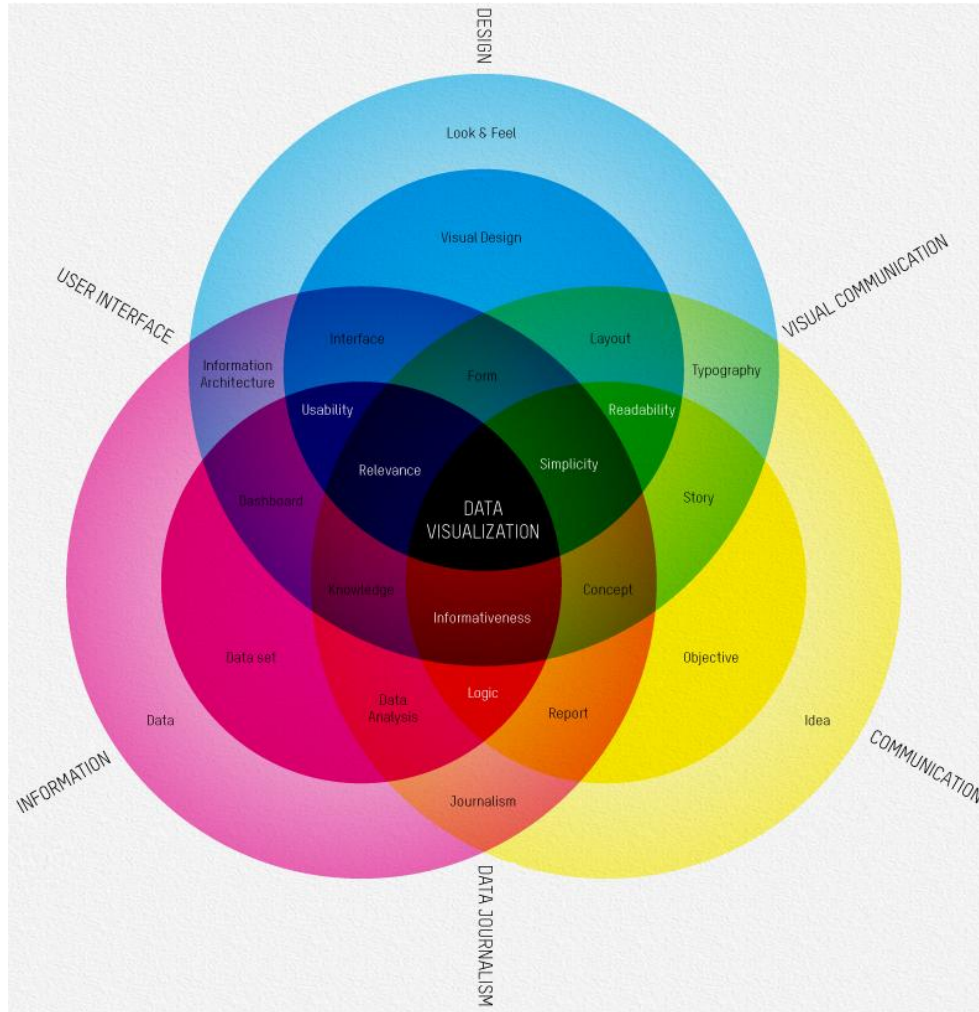 DESIGN
Look & Feel
Visual Design
USER INTERFACE
VISUAL COMMUNICATION
Interface
Layout
Information
Architecture
Form
Typography
Usability
Readability
Relevance
Simplicity
Dashboard
Story
DATA
VISUALIZATION
Knowledge
Concept
Informativeness
Data set
Objective
Data
Analysis
Logic
Report
Data
Idea
INFORMATION
COMMUNICATION
Journalism
DATA JOURNALISM